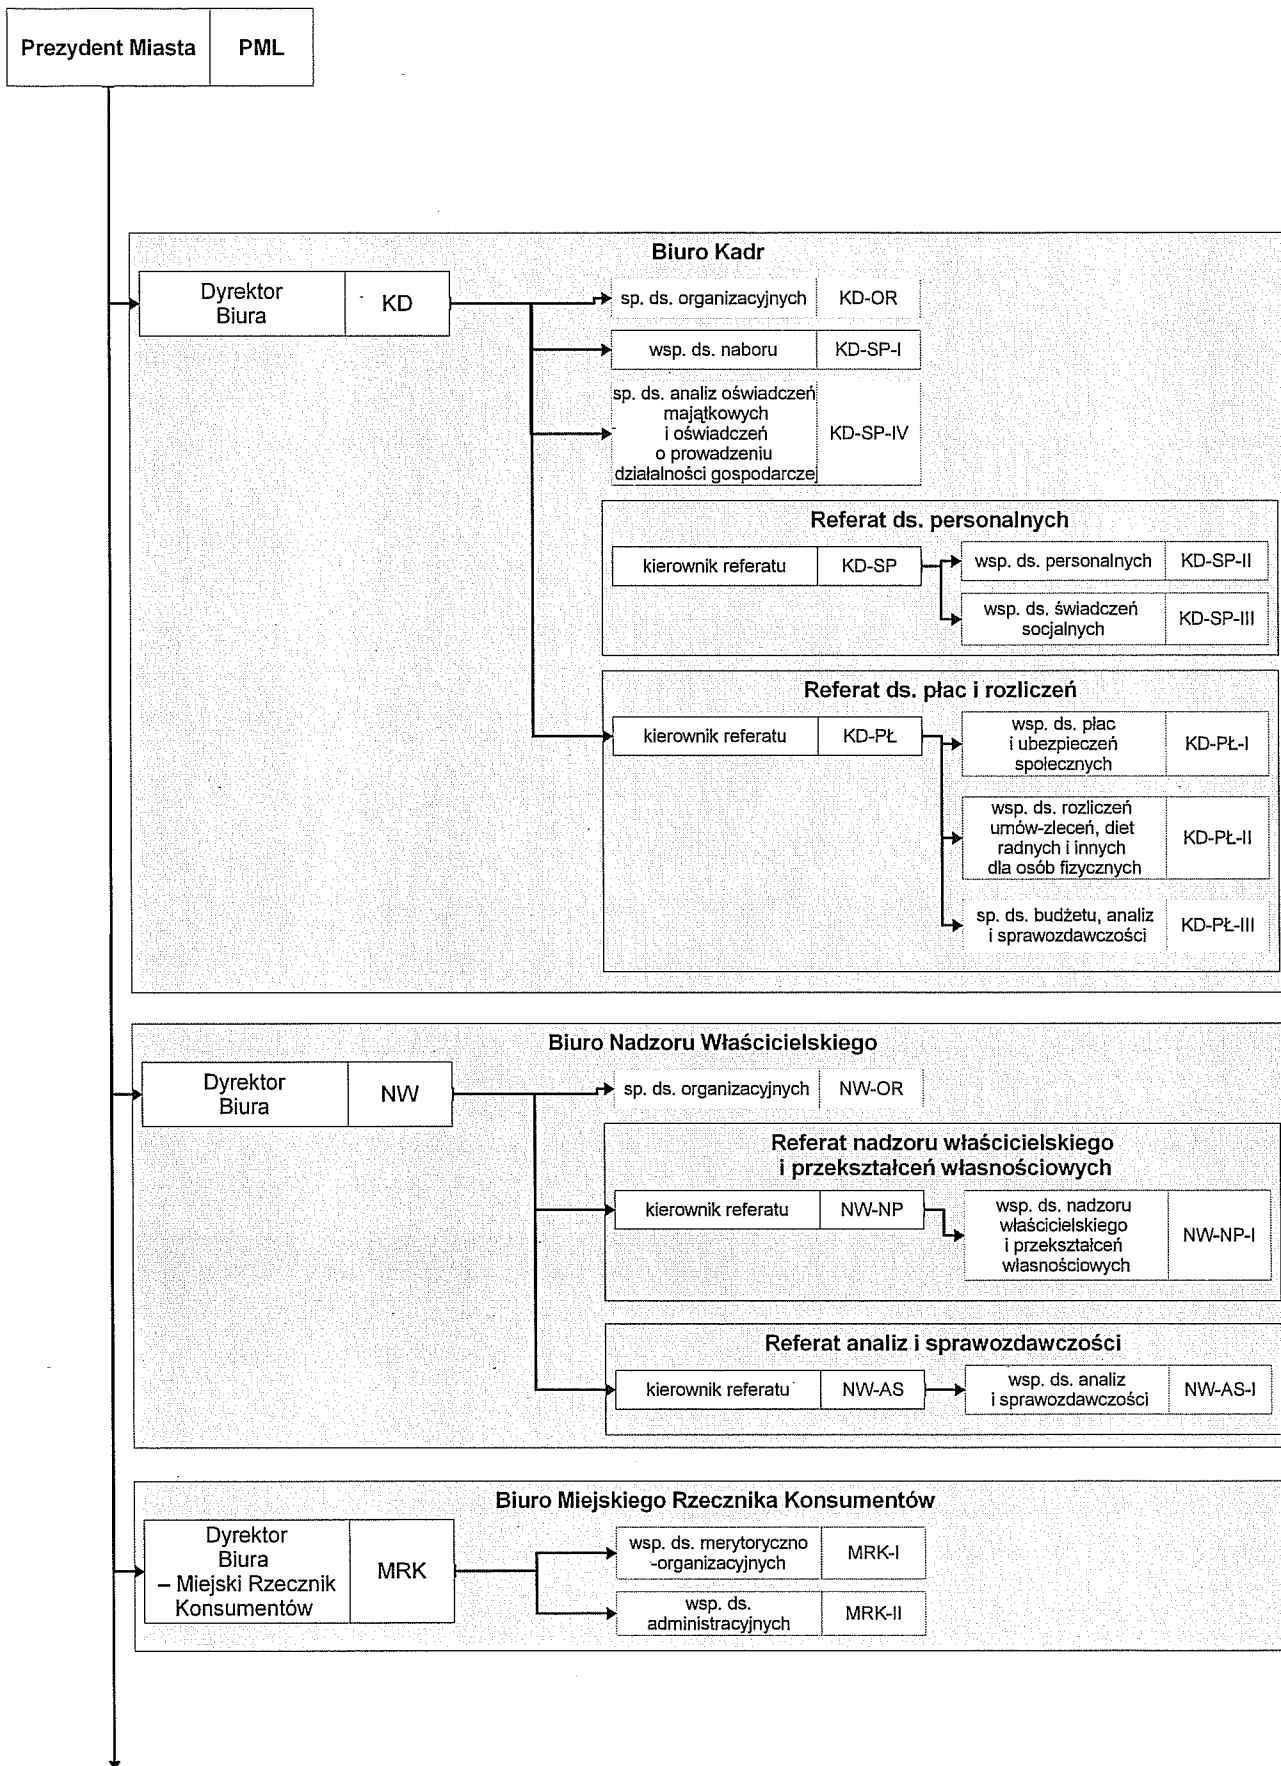 Prezydent Miasta PML
Biuro Kadr
Dyrektor
Biura
KD
sp. ds. organizacyjnych KD-OR
wsp. ds. naboru KD-SP-I
sp. ds. analiz oświadczeń
majątkowych
i oświadczeń
o prowadzeniu
działalności gospodarczej
KD-SP-IV
Referat ds. personalnych
kierownik referatu KD-SP
wsp. ds. personalnych KD-SP-II
wsp. ds. świadczeń
socjalnych
KD-SP-III
Referat ds. płac i rozliczeń
kierownik referatu KD-PŁ
wsp. ds. płac
i ubezpieczeń
społecznych
KD-PŁ-I
wsp. ds. rozliczeń
umów-zleceń, diet
radnych i innych
dla osób fizycznych
KD-PŁ-II
sp. ds. budżetu, analiz
i sprawozdawczości
KD-PŁ-III
Biuro Nadzoru Właścicielskiego
Dyrektor
Biura
NW
sp. ds. organizacyjnych NW-OR
Referat nadzoru właścicielskiego
i przekształceń własnościowych
kierownik referatu NW-NP
wsp. ds. nadzoru
właścicielskiego
i przekształceń
własnościowych
NW-NP-I
Referat analiz i sprawozdawczości
kierownik referatu NW-AS
wsp. ds. analiz
i sprawozdawczości
NW-AS-I
Biuro Miejskiego Rzecznika Konsumentów
Dyrektor
Biura
– Miejski Rzecznik
Konsumentów
MRK
wsp. ds. merytoryczno
-organizacyjnych
MRK-I
wsp. ds.
administracyjnych
MRK-II